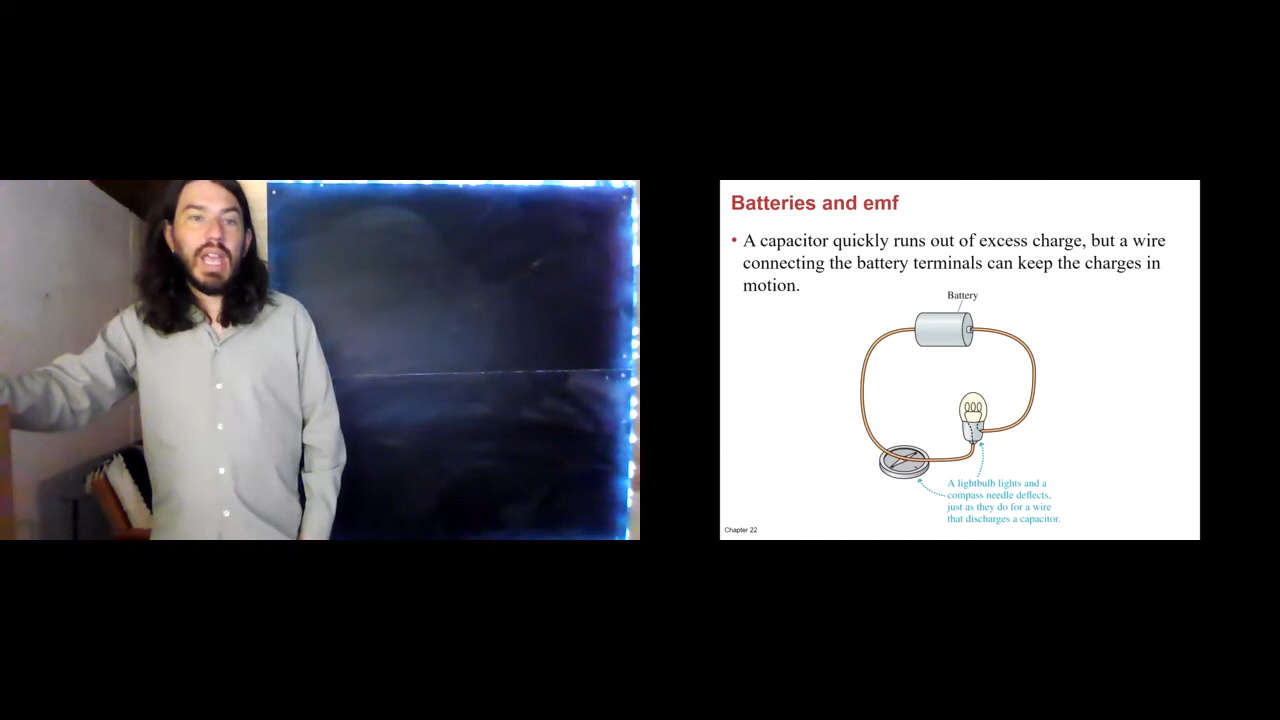 Batteries and emf
• A capacitor quickly runs out of excess charge, but a wire
connecting the battery terminals can keep the charges in
motion.
Battery
A lightbulb lights and a
compass needle deflects,
just as they do for a wire
that discharges a capacitor.
Chapter 22